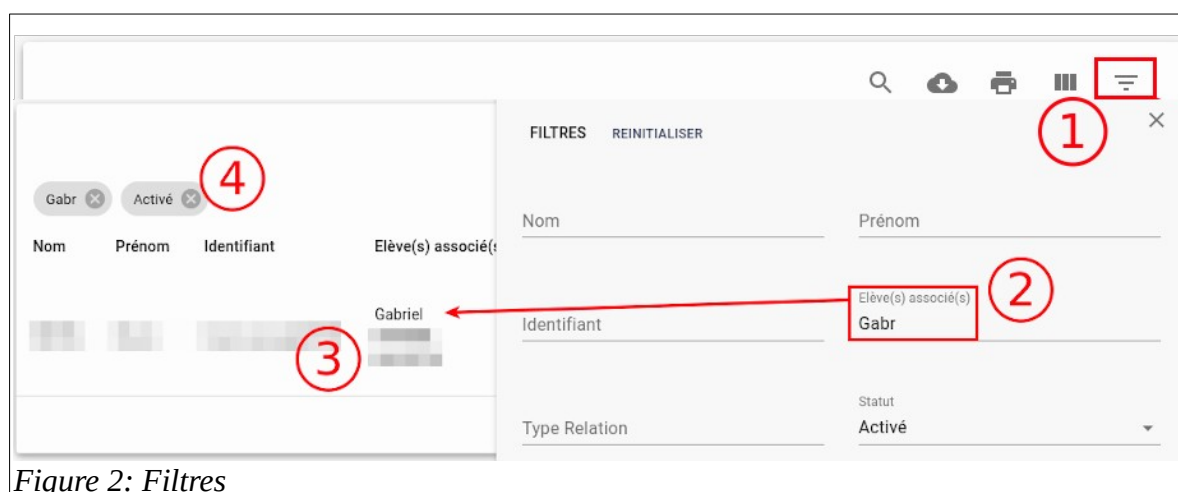 1
FILTRES REINITIALISER
4
Gabr Activé
Nom Prénom
Nom Prénom Identifiant Elève(s) associé(s
2
Elève(s) associé(s)
Gabriel
Identifiant Gabr
3
Statut
Type Relation Activé
Figure 2: Filtres